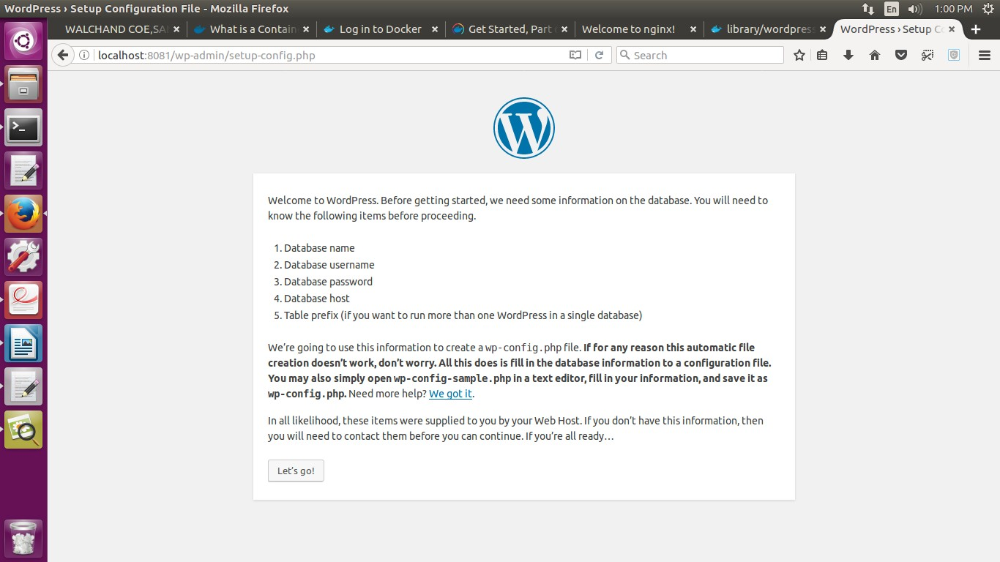 WordPress › Setup Configuration File - Mozilla Firefox
En
1:00 PM
WALCHAND COE,SA
What is a Contain
Log in to Docker
Get Started, Part
Welcome to nginx!
library/wordpress
WordPress › Setup Co
localhost:8081/wp-admin/setup-config.php
Search
Welcome to WordPress. Before getting started, we need some information on the database. You will need to
know the following items before proceeding.
1. Database name
2. Database username
3. Database password
4. Database host
5. Table prefix (if you want to run more than one WordPress in a single database)
We’re going to use this information to create a wp-config.php file. If for any reason this automatic file
creation doesn’t work, don’t worry. All this does is fill in the database information to a configuration file.
You may also simply open wp-config-sample.php in a text editor, fill in your information, and save it as
wp-config.php. Need more help? We got it.
In all likelihood, these items were supplied to you by your Web Host. If you don’t have this information, then
you will need to contact them before you can continue. If you’re all ready…
Let’s go!